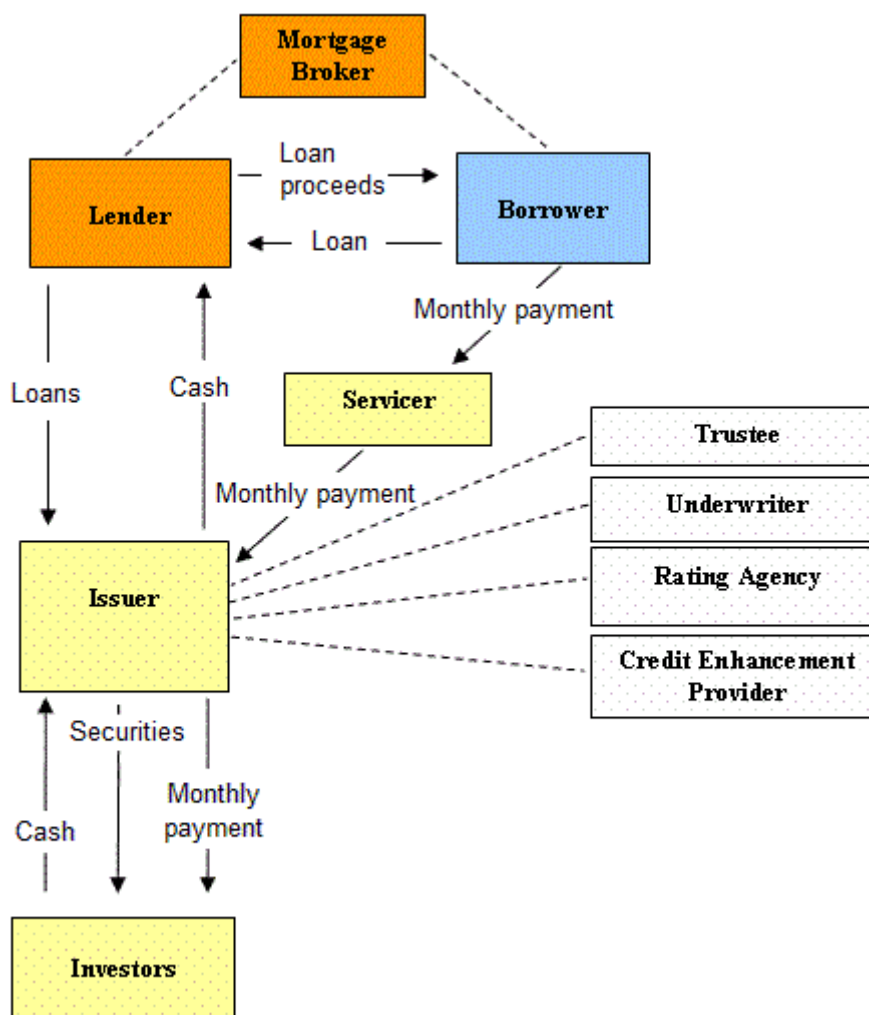 Mortgage
Broker
Lender
Loan
proceeds
Borrower
Loan
Monthly payment
Loans
Cash
Servicer
Trustee
Monthly payment
Underwriter
Issuer
Rating Agency
Credit Enhancement
Provider
Securities
Monthly
payment
Cash
Investors